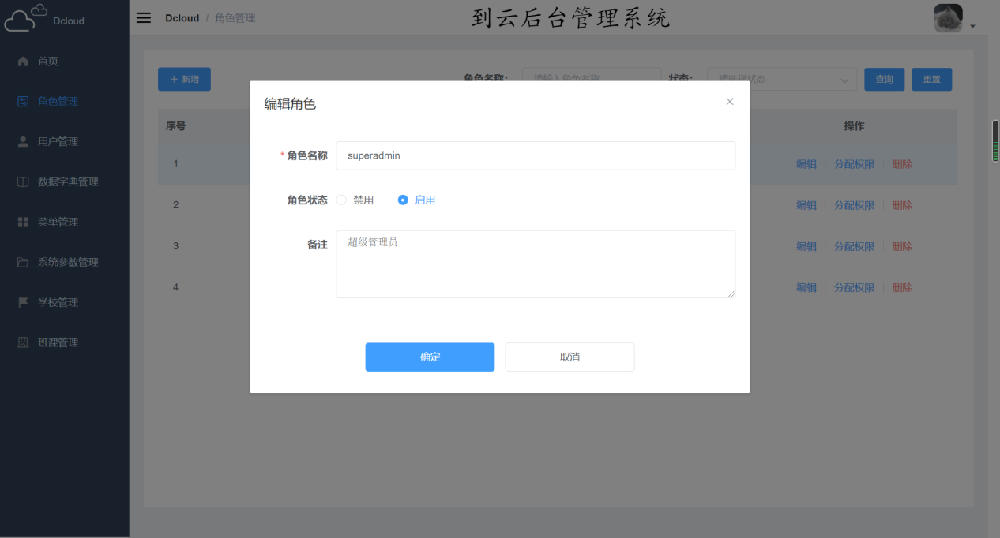 Dcloud
Dcloud / 角色管理
到云后台管理系统
首页
角色管理
用户管理
数据字典管理
菜单管理
系统参数管理
学校管理
班课管理
+ 新增
角色名称:
请输入角色名称
状态:
请选择状态
查询
重置
序号
操作
1
编辑
分配权限
删除
2
编辑
分配权限
删除
3
编辑
分配权限
删除
4
编辑
分配权限
删除
编辑角色
* 角色名称
superadmin
角色状态
禁用
启用
备注
超级管理员
确定
取消